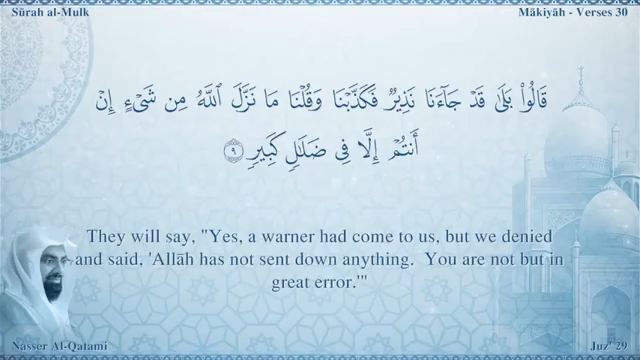 Sūrah al-Mulk
Mākiyāh - Verses 30
قَالُوا۟ بَلَىٰ قَدْ جَآءَنَا نَذِيرٌ فَكَذَّبْنَا وَقُلْنَا مَا نَزَّلَ ٱللَّهُ مِن شَىْءٍ إِنْ
أَنتُمْ إِلَّا فِى ضَلَـٰلٍ كَبِيرٍ ٩
They will say, "Yes, a warner had come to us, but we denied
and said, 'Allāh has not sent down anything. You are not but in
great error.'"
Nasser Al-Qatami
Juz' 29